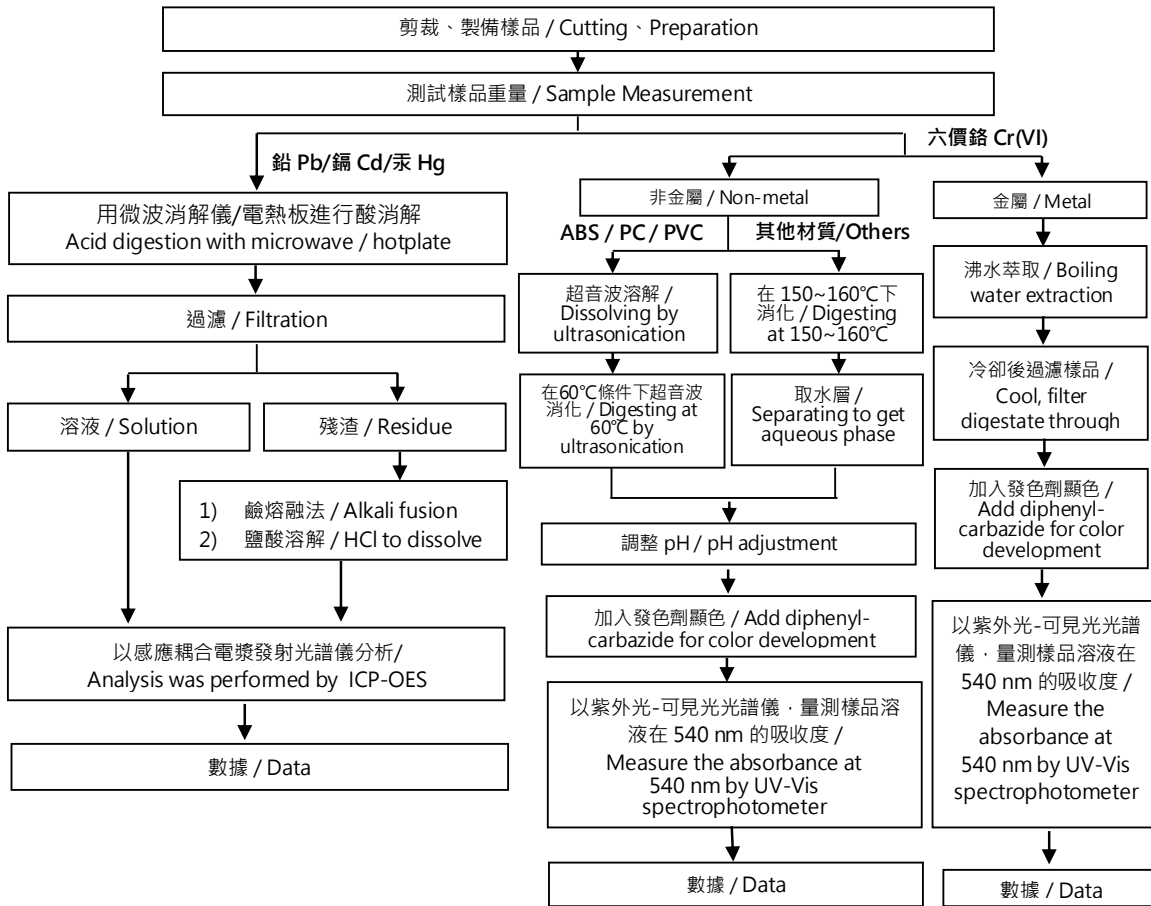 剪裁、製備樣品 / Cutting、Preparation
測試樣品重量 / Sample Measurement
鉛 Pb/鎘 Cd/汞 Hg
用微波消解儀/電熱板進行酸消解
Acid digestion with microwave / hotplate
過濾 / Filtration
溶液 / Solution
殘渣 / Residue
1) 鹼熔融法 / Alkali fusion
2) 鹽酸溶解 / HCl to dissolve
以感應耦合電漿發射光譜儀分析/
Analysis was performed by ICP-OES
數據 / Data
六價鉻 Cr(VI)
非金屬 / Non-metal
ABS / PC / PVC
其他材質/Others
超音波溶解 /
Dissolving by
ultrasonication
在60℃條件下超音波
消化 / Digesting at
60℃ by
ultrasonication
在 150~160℃下
消化 / Digesting
at 150~160℃
取水層 /
Separating to get
aqueous phase
調整 pH / pH adjustment
加入發色劑顯色 / Add diphenyl-
carbazide for color development
以紫外光-可見光光譜儀，量測樣品溶
液在 540 nm 的吸收度 /
Measure the absorbance at
540 nm by UV-Vis
spectrophotometer
數據 / Data
金屬 / Metal
沸水萃取 / Boiling
water extraction
冷卻後過濾樣品 /
Cool, filter
digestate through
加入發色劑顯色 /
Add diphenyl-
carbazide for color
development
以紫外光-可見光光譜
儀，量測樣品溶液在
540 nm 的吸收度 /
Measure the
absorbance at
540 nm by UV-Vis
spectrophotometer
數據 / Data